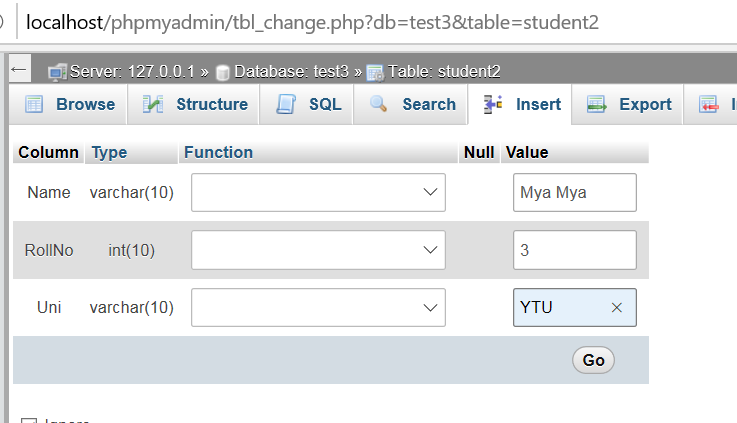 localhost/phpmyadmin/tbl_change.php?db=test3&table=student2
Server: 127.0.0.1 » Database: test3 » Table: student2
Browse Structure SQL Search Insert Export
Column Type Function Null Value
Name varchar(10) Mya Mya
RollNo int(10) 3
Uni varchar(10) YTU
Go
Ignore